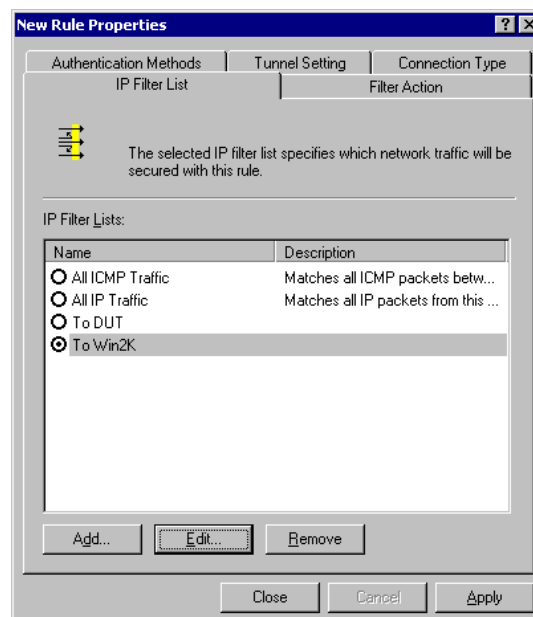 New Rule Properties
Authentication Methods Tunnel Setting Connection Type
IP Filter List Filter Action
The selected IP filter list specifies which network traffic will be
secured with this rule.
IP Filter Lists:
Name Description
All ICMP Traffic Matches all ICMP packets betw...
All IP Traffic Matches all IP packets from this ...
To DUT
To Win2K
Add... Edit... Remove
Close Cancel Apply